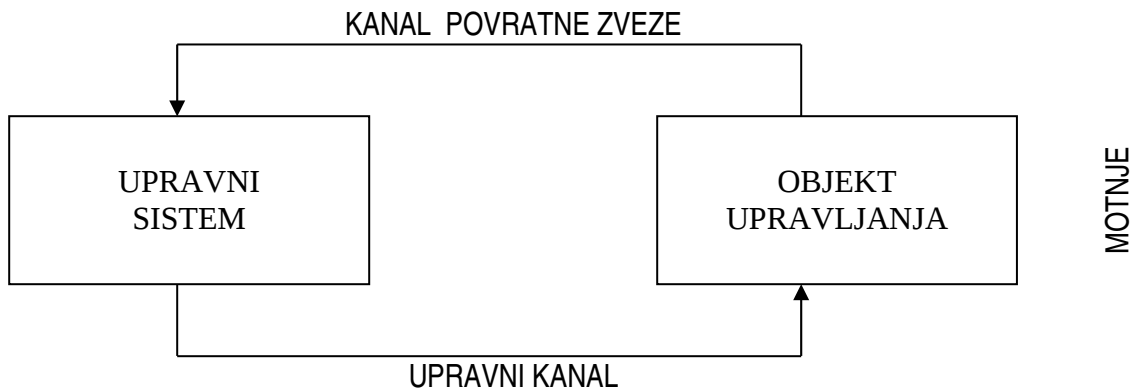 KANAL POVRATNE ZVEZE
UPRAVNI
SISTEM
OBJEKT
UPRAVLJANJA
MOTNJE
UPRAVNI KANAL